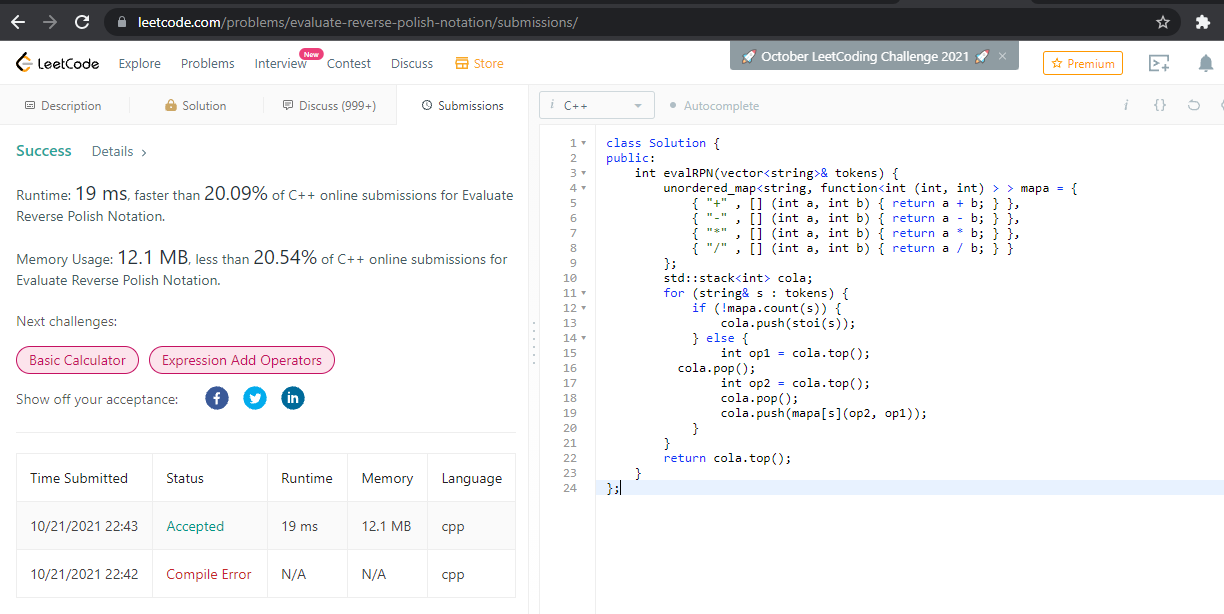 leetcode.com/problems/evaluate-reverse-polish-notation/submissions/
LeetCode Explore Problems Interview New Contest Discuss Store
🚀 October LeetCoding Challenge 2021 🚀 ×
Premium
Description Solution Discuss (999+) Submissions
i C++ Autocomplete i {}
Success Details >
Runtime: 19 ms, faster than 20.09% of C++ online submissions for Evaluate
Reverse Polish Notation.
Memory Usage: 12.1 MB, less than 20.54% of C++ online submissions for
Evaluate Reverse Polish Notation.
Next challenges:
Basic Calculator Expression Add Operators
Show off your acceptance:
Time Submitted Status Runtime Memory Language
10/21/2021 22:43 Accepted 19 ms 12.1 MB cpp
10/21/2021 22:42 Compile Error N/A N/A cpp
1 class Solution {
2 public:
3     int evalRPN(vector<string>& tokens) {
4         unordered_map<string, function<int (int, int) > > mapa = {
5             { "+" , [] (int a, int b) { return a + b; } },
6             { "-" , [] (int a, int b) { return a - b; } },
7             { "*" , [] (int a, int b) { return a * b; } },
8             { "/" , [] (int a, int b) { return a / b; } }
9         };
10         std::stack<int> cola;
11         for (string& s : tokens) {
12             if (!mapa.count(s)) {
13                 cola.push(stoi(s));
14             } else {
15                 int op1 = cola.top();
16           cola.pop();
17                 int op2 = cola.top();
18                 cola.pop();
19                 cola.push(mapa[s](op2, op1));
20             }
21         }
22         return cola.top();
23     }
24 };